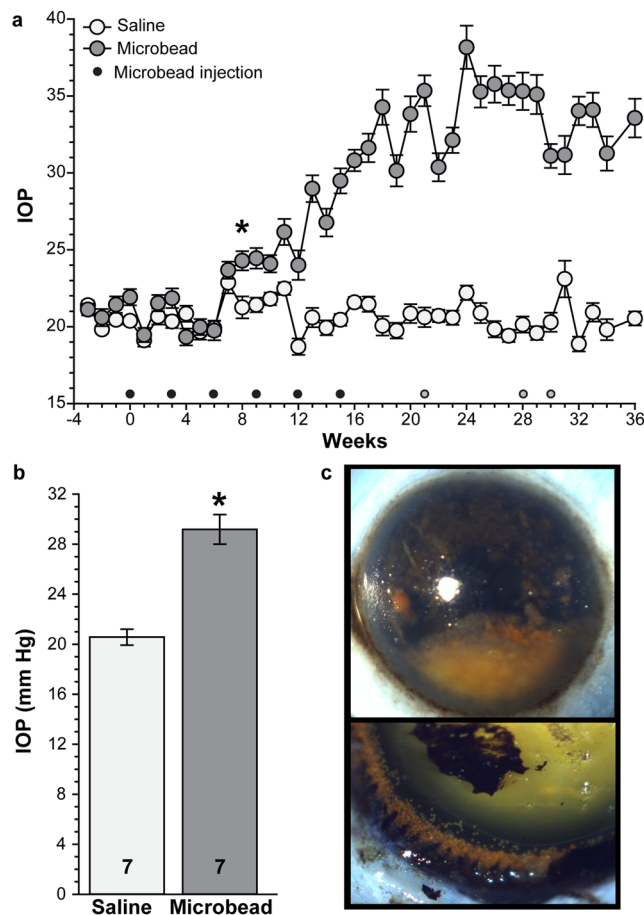 a
Saline
Microbead
Microbead injection
IOP
40
35
30
25
20
15
*
-4 0 4 8 12 16 20 24 28 32 36
Weeks
b
IOP (mm Hg)
32
28
24
20
16
12
8
4
0
*
7 7
Saline Microbead
c